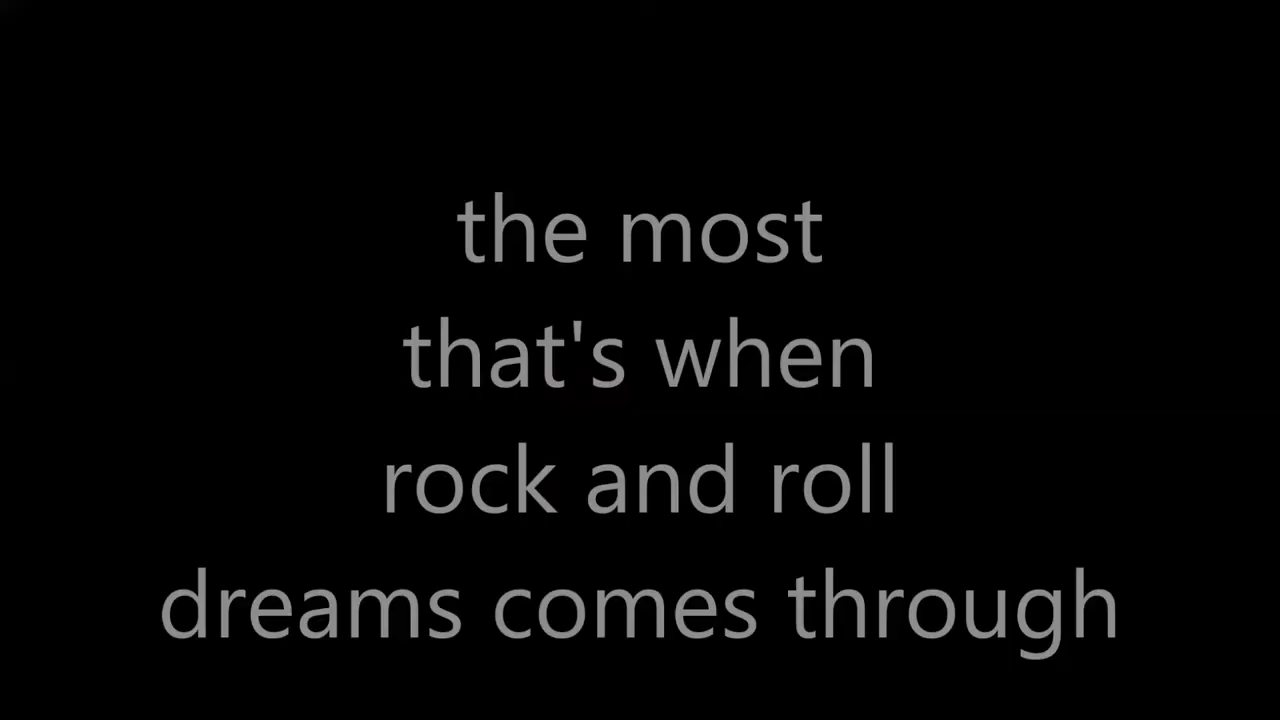 the most
that's when
rock and roll
dreams comes through